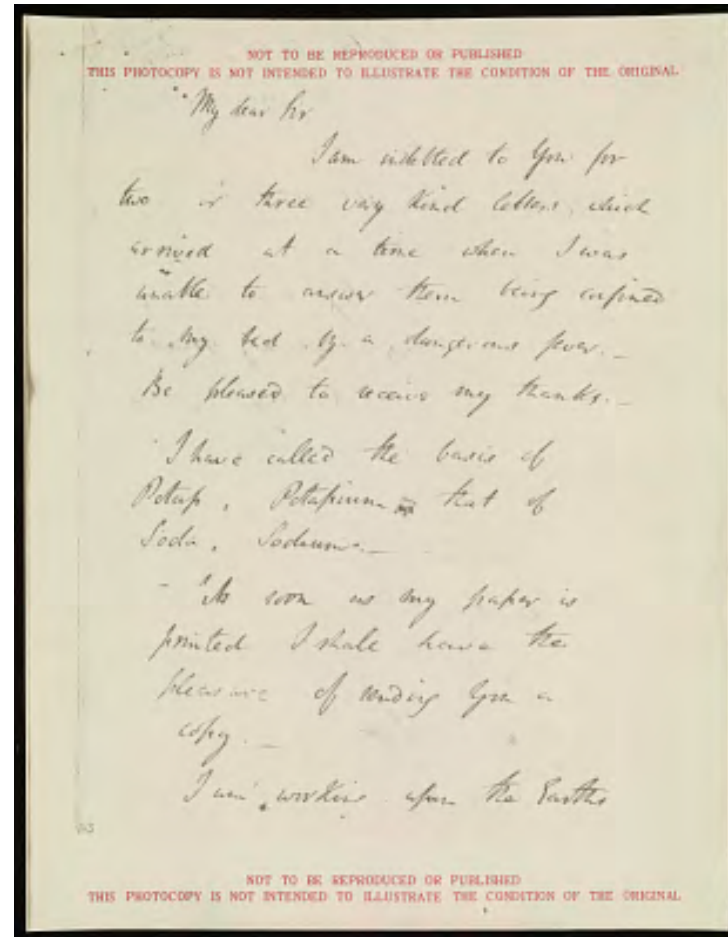 NOT TO BE REPRODUCED OR PUBLISHED
THIS PHOTOCOPY IS NOT INTENDED TO ILLUSTRATE THE CONDITION OF THE ORIGINAL
My dear Sir
I am indebted to You for
two or three very kind letters which
arrived at a time when I was
unable to answer them being confined
to my bed by a dangerous fever._
Be pleased to receive my thanks._
I have called the basis of
Potash, Potasium that of
Soda, Sodium._
As soon as my paper is
printed I shall have the
pleasure of sending You a
copy._
I am working upon the Earths
NOT TO BE REPRODUCED OR PUBLISHED
THIS PHOTOCOPY IS NOT INTENDED TO ILLUSTRATE THE CONDITION OF THE ORIGINAL